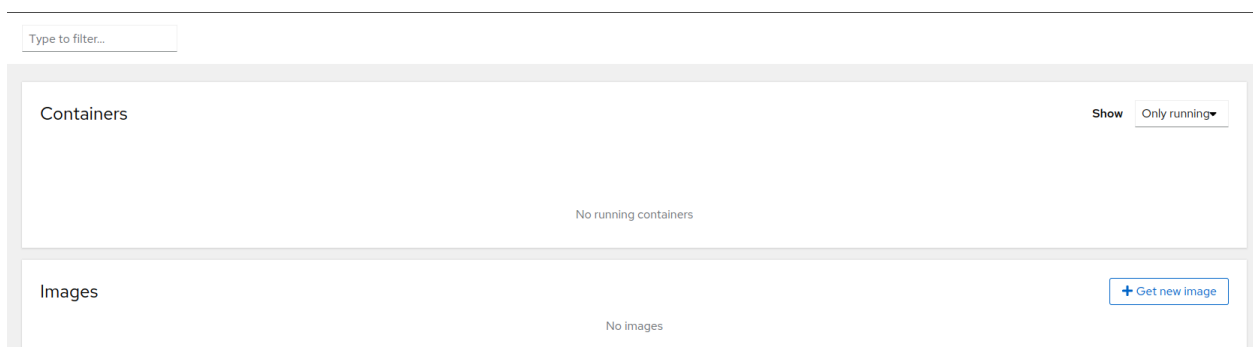 Type to filter...
Containers
Show Only running
No running containers
Images
Get new image
No images